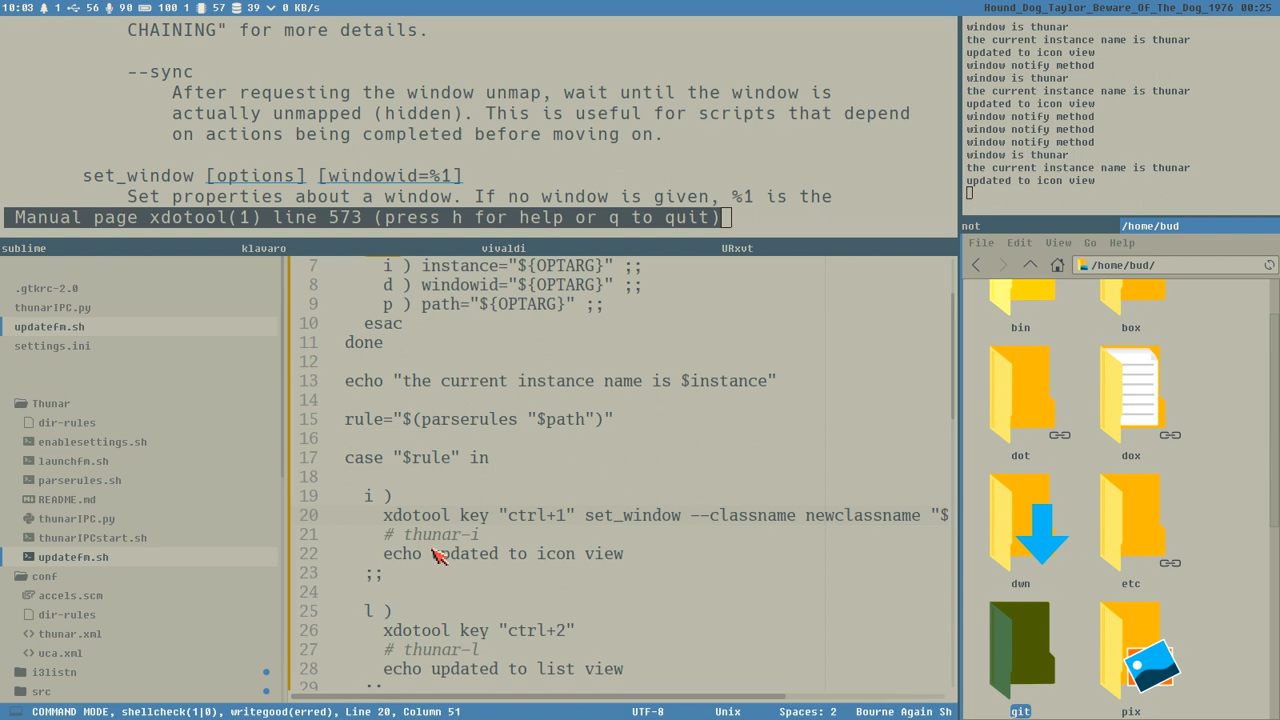 10:03 1 56 90 100 1 57 39 0 KB/s
Hound_Dog_Taylor_Beware_Of_The_Dog_1976 00:25
CHAINING" for more details.
--sync
After requesting the window unmap, wait until the window is
actually unmapped (hidden). This is useful for scripts that depend
on actions being completed before moving on.
set_window [options] [windowid=%1]
Set properties about a window. If no window is given, %1 is the
Manual page xdotool(1) line 573 (press h for help or q to quit)
window is thunar
the current instance name is thunar
updated to icon view
window notify method
window is thunar
the current instance name is thunar
updated to icon view
window notify method
window notify method
window notify method
window is thunar
the current instance name is thunar
updated to icon view
sublime klavaro vivaldi URxvt
.gtkrc-2.0
thunarIPC.py
updatefm.sh
settings.ini
Thunar
dir-rules
enablesettings.sh
launchfm.sh
parserules.sh
README.md
thunarIPC.py
thunarIPCstart.sh
updatefm.sh
conf
accels.scm
dir-rules
thunar.xml
uca.xml
i3listn
src
7 i ) instance="${OPTARG}" ;;
8 d ) windowid="${OPTARG}" ;;
9 p ) path="${OPTARG}" ;;
10 esac
11 done
12
13 echo "the current instance name is $instance"
14
15 rule="$(parserules "$path")"
16
17 case "$rule" in
18
19 i )
20 xdotool key "ctrl+1" set_window --classname newclassname "$
21 # thunar-i
22 echo updated to icon view
23 ;;
24
25 l )
26 xdotool key "ctrl+2"
27 # thunar-l
28 echo updated to list view
29 ;;
not /home/bud
File Edit View Go Help
/home/bud/
bin box
dot dox
dwn etc
git pix
COMMAND MODE, shellcheck(1|0), writegood(erred), Line 20, Column 51 UTF-8 Unix Spaces: 2 Bourne Again Sh